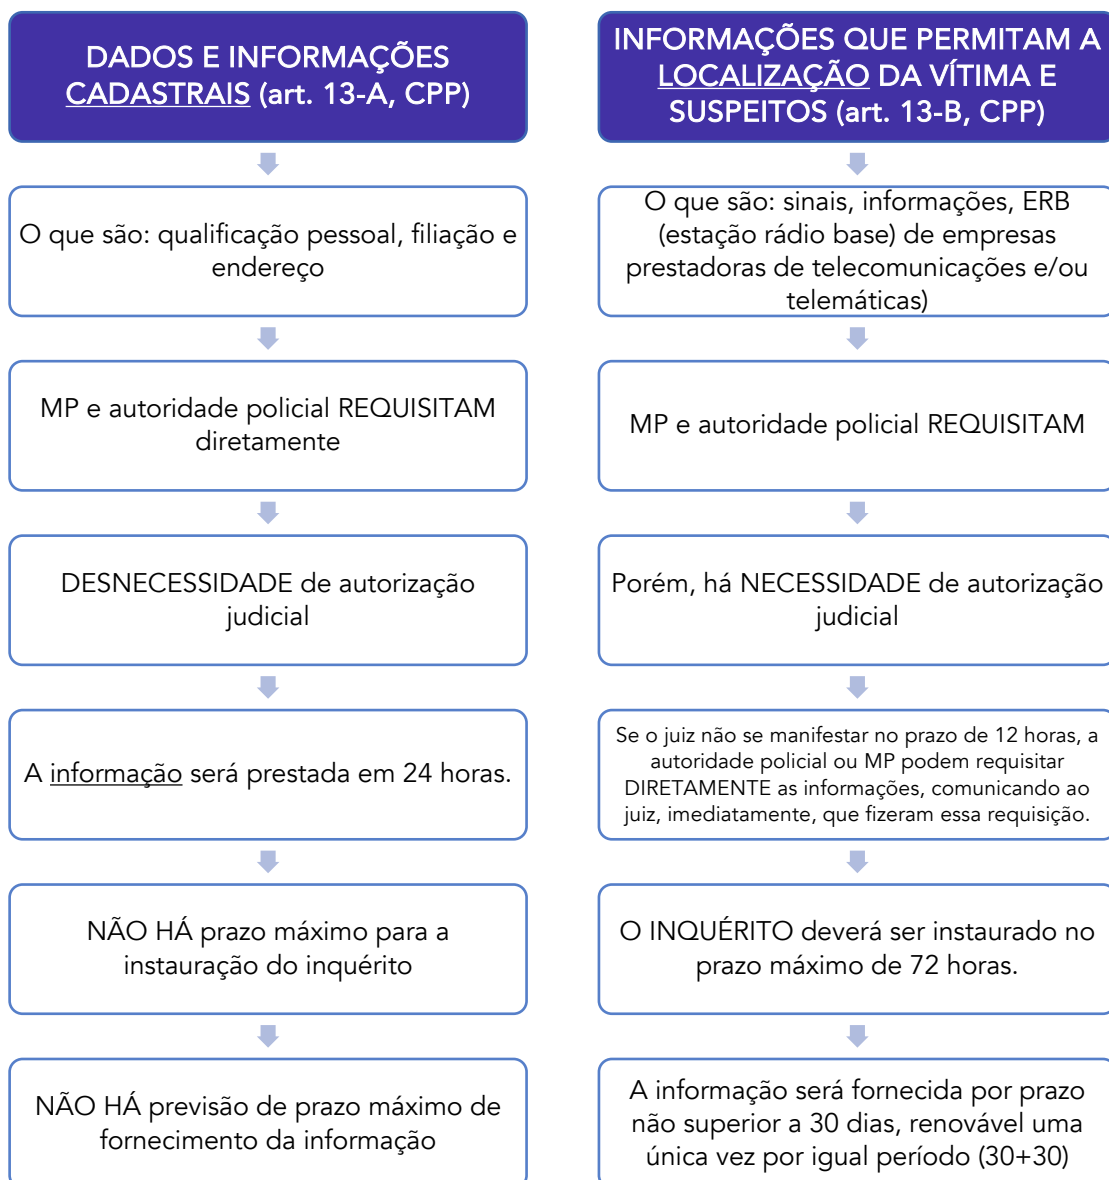 DADOS E INFORMAÇÕES
CADASTRAIS (art. 13-A, CPP)
O que são: qualificação pessoal, filiação e
endereço
MP e autoridade policial REQUISITAM
diretamente
DESNECESSIDADE de autorização
judicial
A informação será prestada em 24 horas.
NÃO HÁ prazo máximo para a
instauração do inquérito
NÃO HÁ previsão de prazo máximo de
fornecimento da informação
INFORMAÇÕES QUE PERMITAM A
LOCALIZAÇÃO DA VÍTIMA E
SUSPEITOS (art. 13-B, CPP)
O que são: sinais, informações, ERB
(estação rádio base) de empresas
prestadoras de telecomunicações e/ou
telemáticas)
MP e autoridade policial REQUISITAM
Porém, há NECESSIDADE de autorização
judicial
Se o juiz não se manifestar no prazo de 12 horas, a
autoridade policial ou MP podem requisitar
DIRETAMENTE as informações, comunicando ao
juiz, imediatamente, que fizeram essa requisição.
O INQUÉRITO deverá ser instaurado no
prazo máximo de 72 horas.
A informação será fornecida por prazo
não superior a 30 dias, renovável uma
única vez por igual período (30+30)